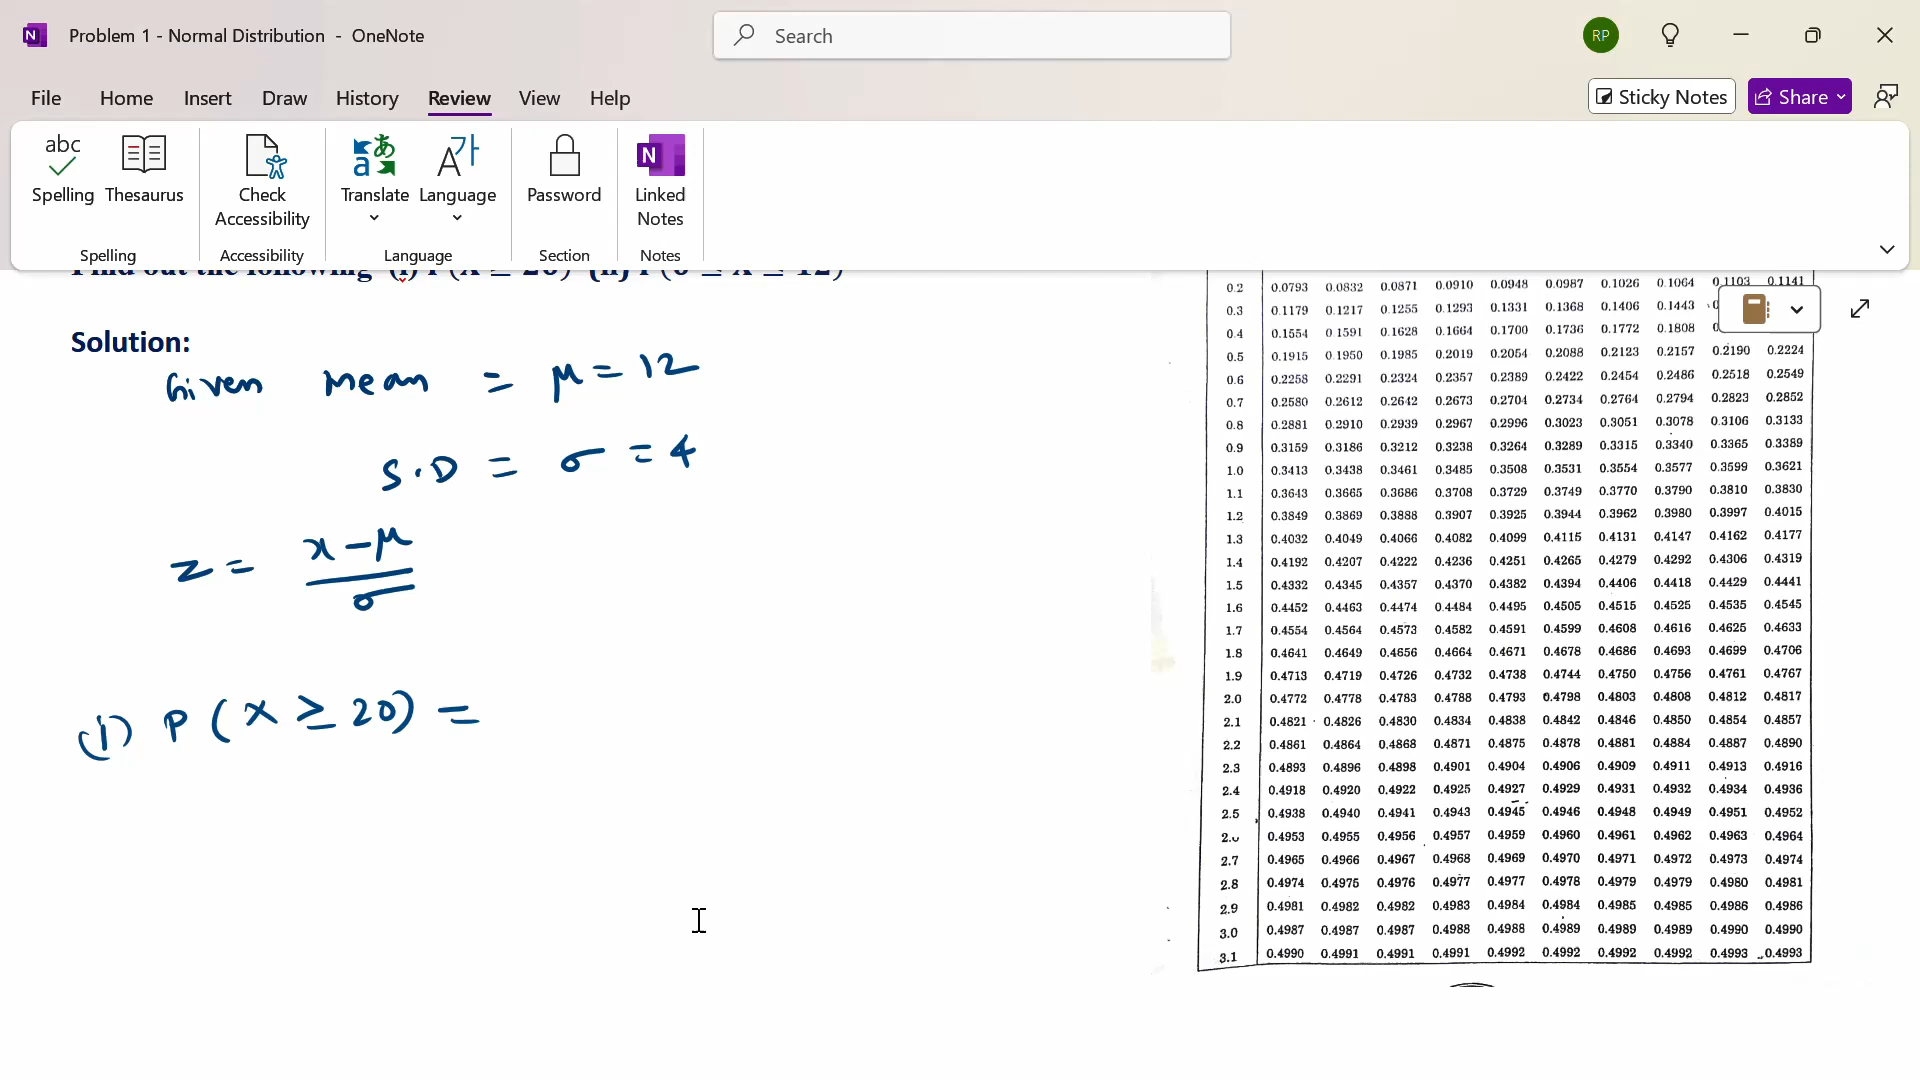 Problem 1 - Normal Distribution - OneNote
Search
RP
File Home Insert Draw History Review View Help
Sticky Notes
Share
abc
Spelling Thesaurus Check Accessibility Translate Language Password Linked Notes
Spelling Accessibility Language Section Notes
Solution:
Given mean = μ = 12
S.D = σ = 4
z = x - μ / σ
(i) P ( X ≥ 20 ) =
0.2 0.0793 0.0832 0.0871 0.0910 0.0948 0.0987 0.1026 0.1064 0.1103 0.1141
0.3 0.1179 0.1217 0.1255 0.1293 0.1331 0.1368 0.1406 0.1443
0.4 0.1554 0.1591 0.1628 0.1664 0.1700 0.1736 0.1772 0.1808
0.5 0.1915 0.1950 0.1985 0.2019 0.2054 0.2088 0.2123 0.2157 0.2190 0.2224
0.6 0.2258 0.2291 0.2324 0.2357 0.2389 0.2422 0.2454 0.2486 0.2518 0.2549
0.7 0.2580 0.2612 0.2642 0.2673 0.2704 0.2734 0.2764 0.2794 0.2823 0.2852
0.8 0.2881 0.2910 0.2939 0.2967 0.2996 0.3023 0.3051 0.3078 0.3106 0.3133
0.9 0.3159 0.3186 0.3212 0.3238 0.3264 0.3289 0.3315 0.3340 0.3365 0.3389
1.0 0.3413 0.3438 0.3461 0.3485 0.3508 0.3531 0.3554 0.3577 0.3599 0.3621
1.1 0.3643 0.3665 0.3686 0.3708 0.3729 0.3749 0.3770 0.3790 0.3810 0.3830
1.2 0.3849 0.3869 0.3888 0.3907 0.3925 0.3944 0.3962 0.3980 0.3997 0.4015
1.3 0.4032 0.4049 0.4066 0.4082 0.4099 0.4115 0.4131 0.4147 0.4162 0.4177
1.4 0.4192 0.4207 0.4222 0.4236 0.4251 0.4265 0.4279 0.4292 0.4306 0.4319
1.5 0.4332 0.4345 0.4357 0.4370 0.4382 0.4394 0.4406 0.4418 0.4429 0.4441
1.6 0.4452 0.4463 0.4474 0.4484 0.4495 0.4505 0.4515 0.4525 0.4535 0.4545
1.7 0.4554 0.4564 0.4573 0.4582 0.4591 0.4599 0.4608 0.4616 0.4625 0.4633
1.8 0.4641 0.4649 0.4656 0.4664 0.4671 0.4678 0.4686 0.4693 0.4699 0.4706
1.9 0.4713 0.4719 0.4726 0.4732 0.4738 0.4744 0.4750 0.4756 0.4761 0.4767
2.0 0.4772 0.4778 0.4783 0.4788 0.4793 0.4798 0.4803 0.4808 0.4812 0.4817
2.1 0.4821 0.4826 0.4830 0.4834 0.4838 0.4842 0.4846 0.4850 0.4854 0.4857
2.2 0.4861 0.4864 0.4868 0.4871 0.4875 0.4878 0.4881 0.4884 0.4887 0.4890
2.3 0.4893 0.4896 0.4898 0.4901 0.4904 0.4906 0.4909 0.4911 0.4913 0.4916
2.4 0.4918 0.4920 0.4922 0.4925 0.4927 0.4929 0.4931 0.4932 0.4934 0.4936
2.5 0.4938 0.4940 0.4941 0.4943 0.4945 0.4946 0.4948 0.4949 0.4951 0.4952
0.4953 0.4955 0.4956 0.4957 0.4959 0.4960 0.4961 0.4962 0.4963 0.4964
2.7 0.4965 0.4966 0.4967 0.4968 0.4969 0.4970 0.4971 0.4972 0.4973 0.4974
2.8 0.4974 0.4975 0.4976 0.4977 0.4977 0.4978 0.4979 0.4979 0.4980 0.4981
2.9 0.4981 0.4982 0.4982 0.4983 0.4984 0.4984 0.4985 0.4985 0.4986 0.4986
3.0 0.4987 0.4987 0.4987 0.4988 0.4988 0.4989 0.4989 0.4989 0.4990 0.4990
3.1 0.4990 0.4991 0.4991 0.4991 0.4992 0.4992 0.4992 0.4992 0.4993 0.4993